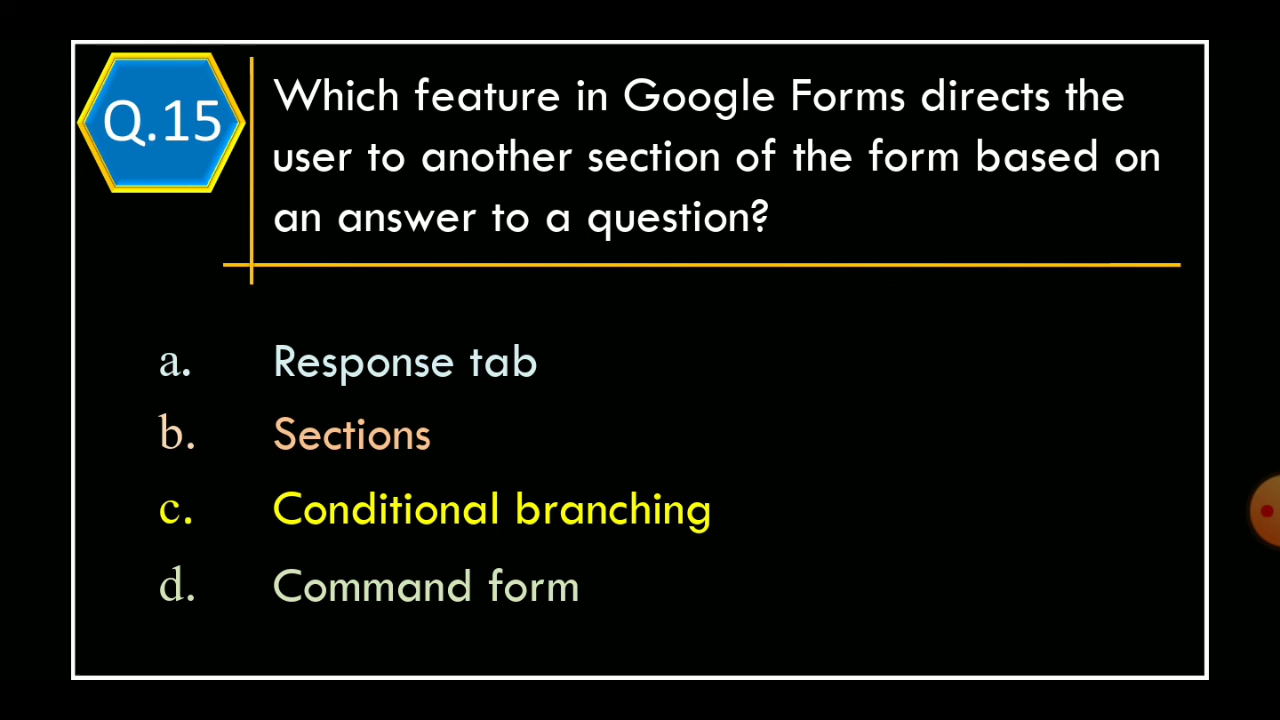 Q.15
Which feature in Google Forms directs the
user to another section of the form based on
an answer to a question?
a. Response tab
b. Sections
c. Conditional branching
d. Command form